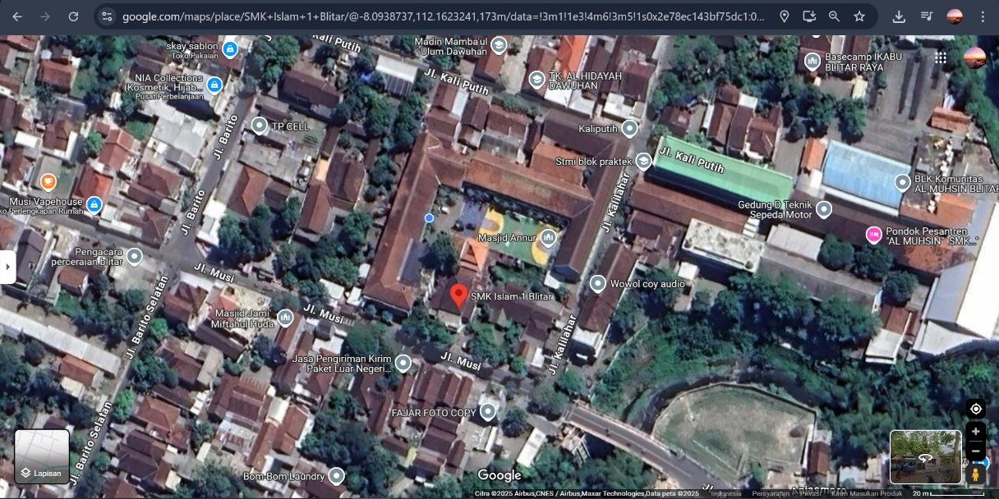 google.com/maps/place/SMK+Islam+1+Blitar/@-8.0938737,112.1623241,173m/data=!3m1!1e3!4m6!3m5!1s0x2e78ec143bf75dc1:0...
skay sablon
Toko Pakaian
Kali Putih
Madin Mamba'ul
Ulum Dawuhan
Basecamp IKABU
BLITAR RAYA
NIA Collections
(Kosmetik, Hijab...
Pusat Perbelanjaan
Jl. Kali Putih
TK. AL HIDAYAH
DAWUHAN
TP CELL
Jl. Barito
Kaliputih
Stmi blok praktek
Jl. Kali Putih
BLK Komunitas
AL-MUHSIN BLITAR
Musi Vapehouse
ko Perlengkapan Rumah
Jl. Barito
Jl. Kalilahar
Gedung D Teknik
Sepeda Motor
Masjid Annur
Pondok Pesantren
"AL MUHSIN" SMK...
Pengacara
perceraian blitar
Jl. Musi
Wowol coy audio
SMK Islam 1 Blitar
Jl. Barito Selatan
Masjid Jami'
Miftahul Huda
Jl. Musi
Jl. Kalilahar
Jasa Pengiriman Kirim
Paket Luar Negeri...
Jl. Musi
FAJAR FOTO COPY
Jl. Barito Selatan
Lapisan
Bom-Bom Laundry
Google
Jl.
Citra ©2025 Airbus,CNES / Airbus,Maxar Technologies,Data peta ©2025
Indonesia
Persyaratan
Privasi
Kirim Masukan Produk
20 m